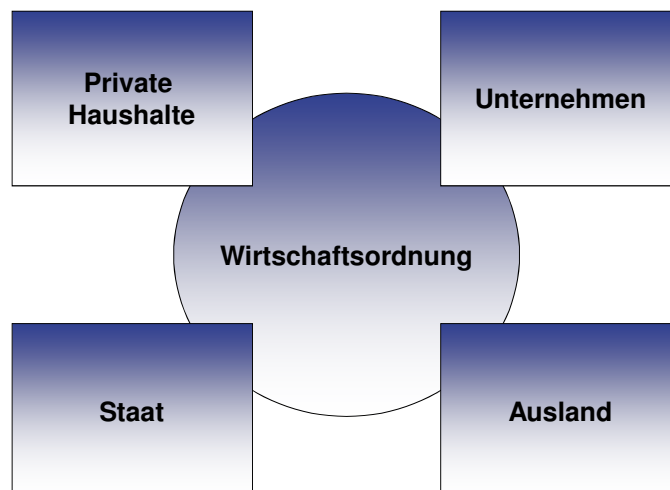 Private
Haushalte
Unternehmen
Wirtschaftsordnung
Staat
Ausland